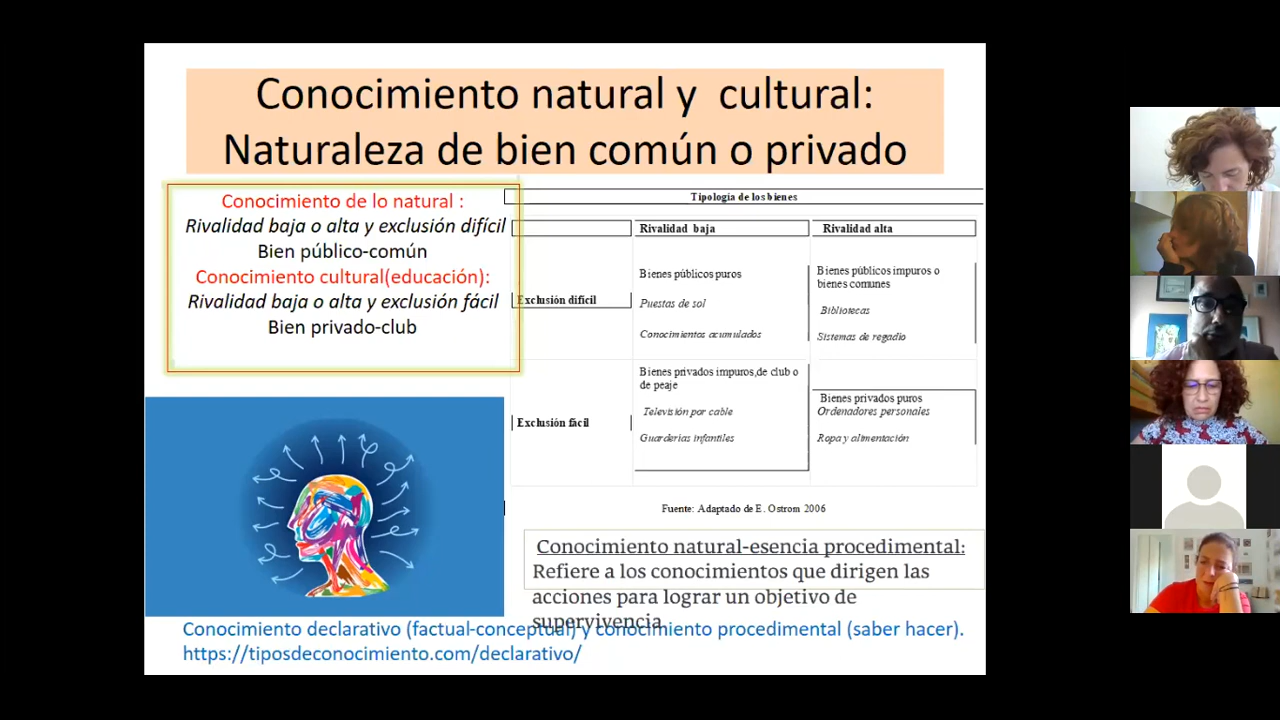 Conocimiento natural y cultural:
Naturaleza de bien común o privado
Conocimiento de lo natural :
Rivalidad baja o alta y exclusión difícil
Bien público-común
Conocimiento cultural(educación):
Rivalidad baja o alta y exclusión fácil
Bien privado-club
Tipología de los bienes
Rivalidad baja
Rivalidad alta
Exclusión difícil
Bienes públicos puros
Puestas de sol
Conocimientos acumulados
Bienes públicos impuros o
bienes comunes
Bibliotecas
Sistemas de regadío
Exclusión fácil
Bienes privados impuros,de club o
de peaje
Televisión por cable
Guarderías infantiles
Bienes privados puros
Ordenadores personales
Ropa y alimentación
Fuente: Adaptado de E. Ostrom 2006
Conocimiento natural-esencia procedimental:
Refiere a los conocimientos que dirigen las
acciones para lograr un objetivo de
supervivencia.
Conocimiento declarativo (factual-conceptual) y conocimiento procedimental (saber hacer).
https://tiposdeconocimiento.com/declarativo/